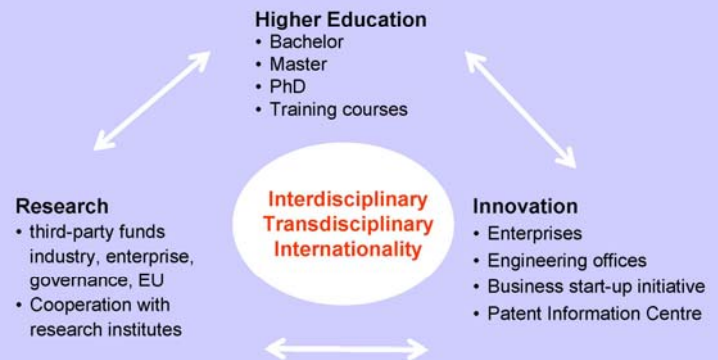 Higher Education
• Bachelor
• Master
• PhD
• Training courses
Interdisciplinary
Transdisciplinary
Internationality
Research
• third-party funds
industry, enterprise,
governance, EU
• Cooperation with
research institutes
Innovation
• Enterprises
• Engineering offices
• Business start-up initiative
• Patent Information Centre